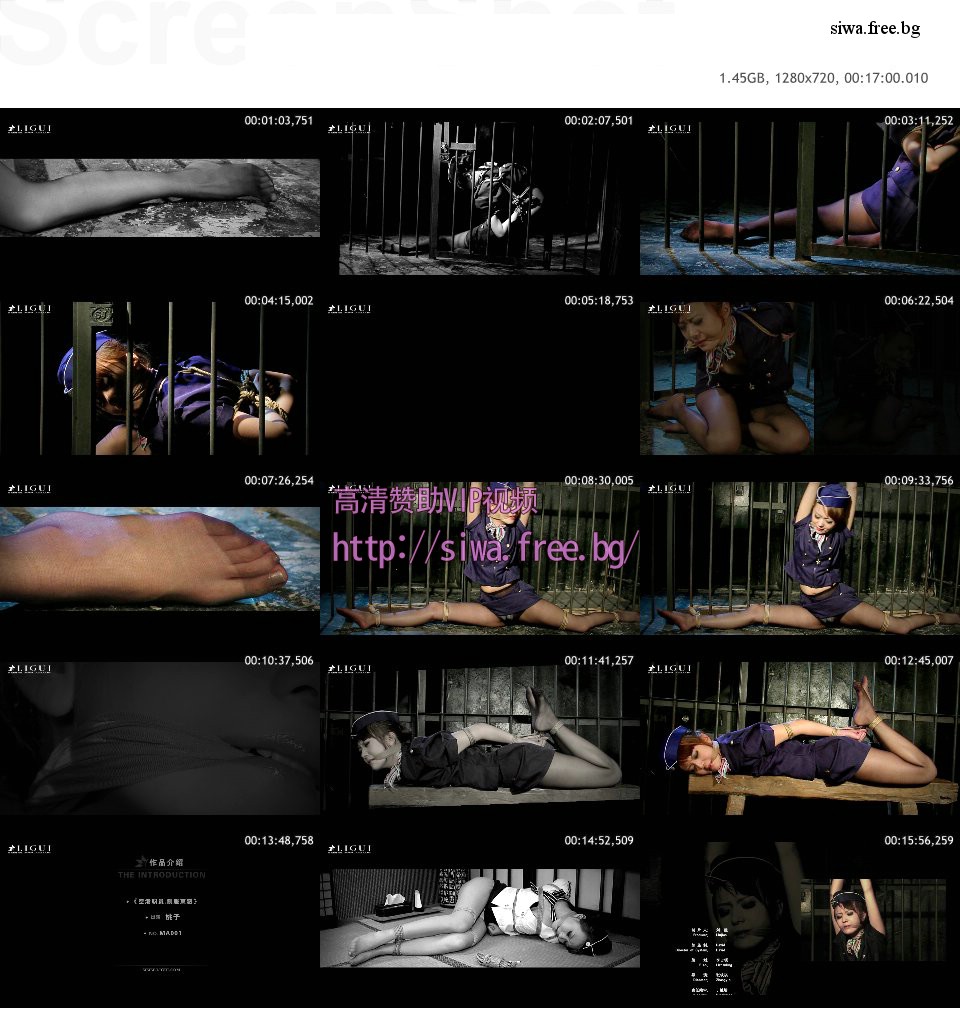 ScreenShot
siwa.free.bg
1.45GB, 1280x720, 00:17:00.010
00:01:03,751
00:02:07,501
00:03:11,252
LIGUI
LIGUI
LIGUI
00:04:15,002
00:05:18,753
00:06:22,504
LIGUI
LIGUI
LIGUI
00:07:26,254
00:08:30,005
00:09:33,756
LIGUI
LIGUI
高清赞助VIP视频
http://siwa.free.bg/
00:10:37,506
00:11:41,257
00:12:45,007
LIGUI
LIGUI
LIGUI
00:13:48,758
00:14:52,509
00:15:56,259
LIGUI
LIGUI
作品介紹
THE INTRODUCTION
桃子
NO.MA001